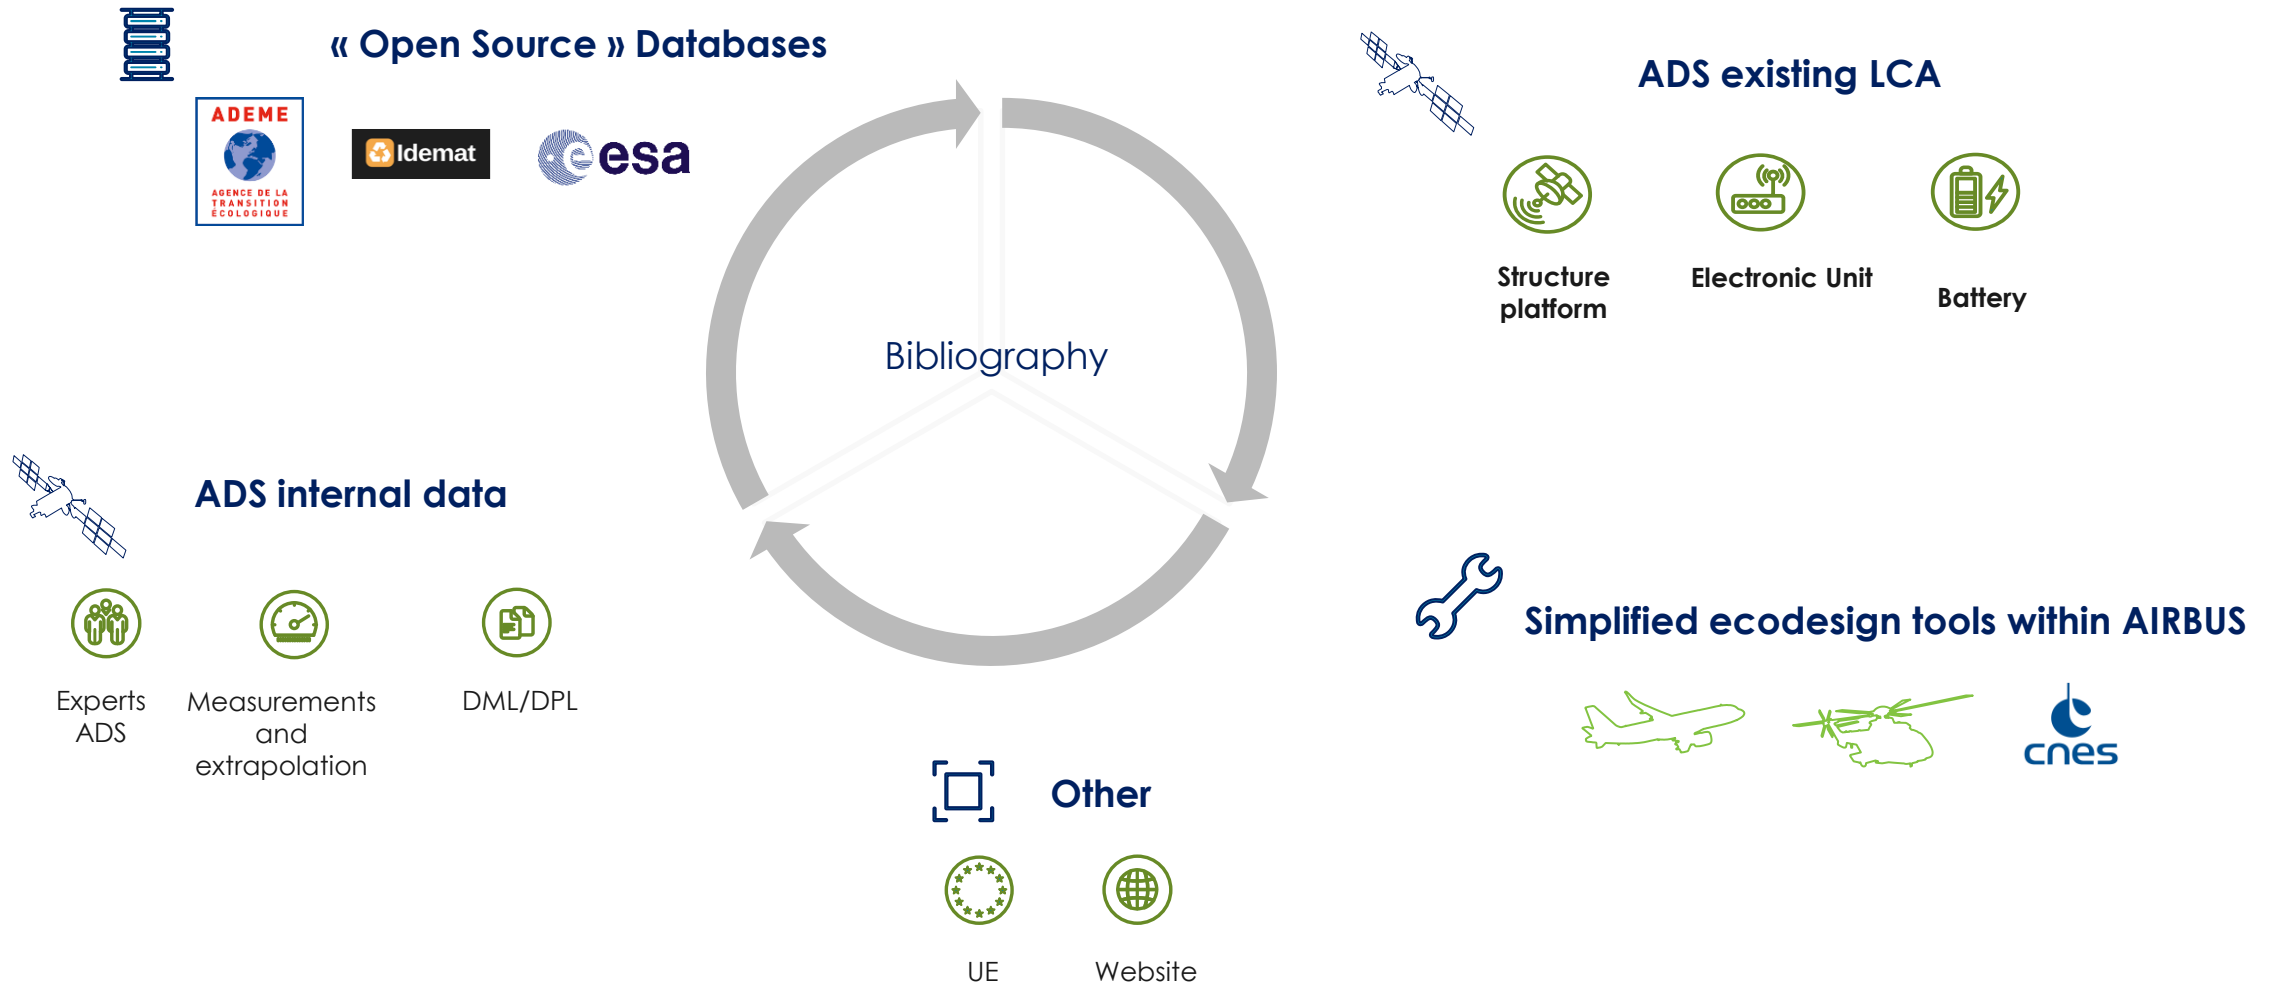 « Open Source » Databases
ADEME
AGENCE DE LA
TRANSITION
ÉCOLOGIQUE
Idemat
esa
ADS existing LCA
Structure
platform
Electronic Unit
Battery
Bibliography
ADS internal data
Experts
ADS
Measurements
and
extrapolation
DML/DPL
Simplified ecodesign tools within AIRBUS
cnes
Other
UE
Website